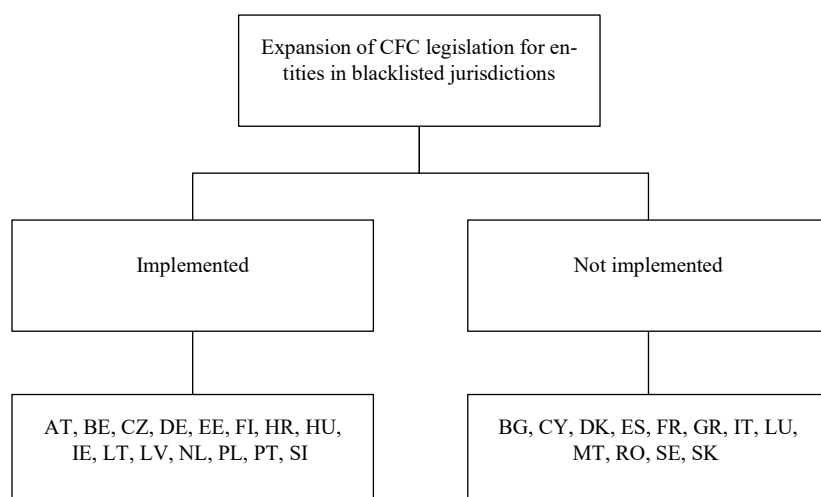 Expansion of CFC legislation for en-
tities in blacklisted jurisdictions
Implemented
Not implemented
AT, BE, CZ, DE, EE, FI, HR, HU,
IE, LT, LV, NL, PL, PT, SI
BG, CY, DK, ES, FR, GR, IT, LU,
MT, RO, SE, SK